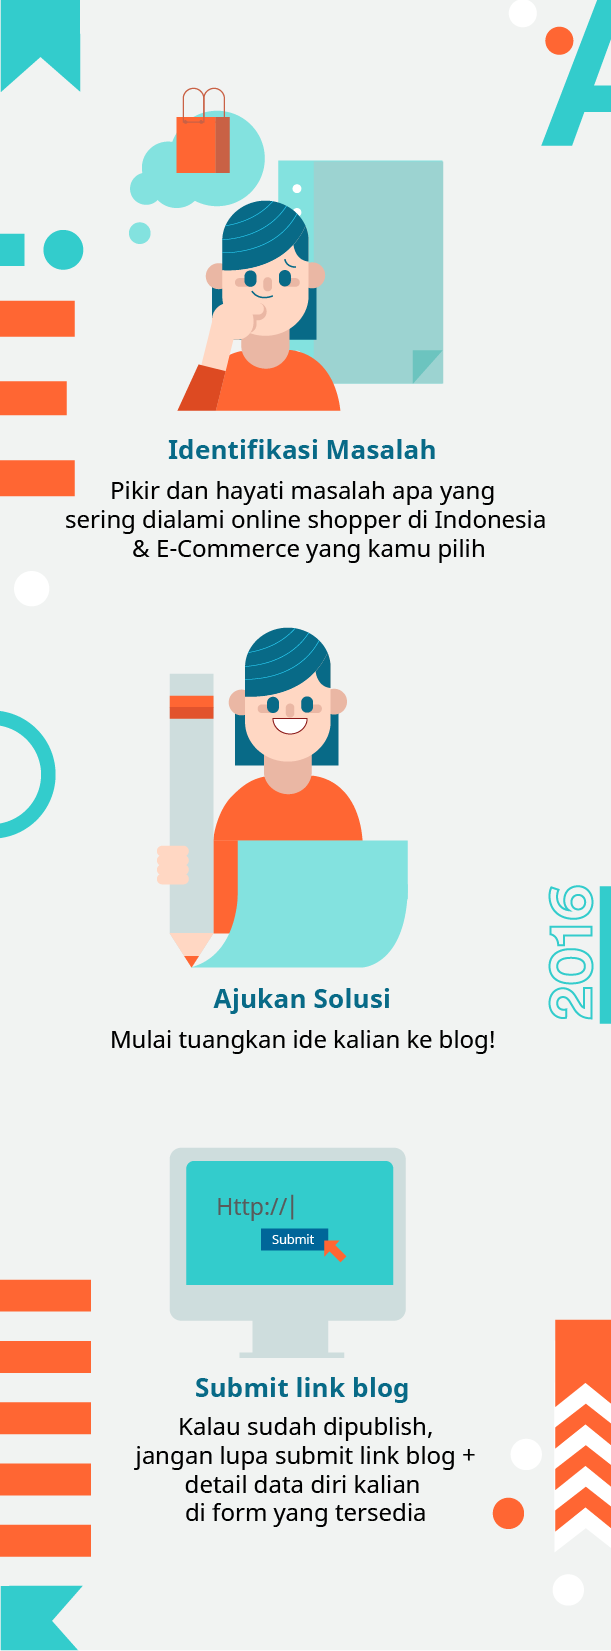 A
Identifikasi Masalah
Pikir dan hayati masalah apa yang
sering dialami online shopper di Indonesia
& E-Commerce yang kamu pilih
2016
Ajukan Solusi
Mulai tuangkan ide kalian ke blog!
Http://|
Submit
Submit link blog
Kalau sudah dipublish,
jangan lupa submit link blog +
detail data diri kalian
di form yang tersedia